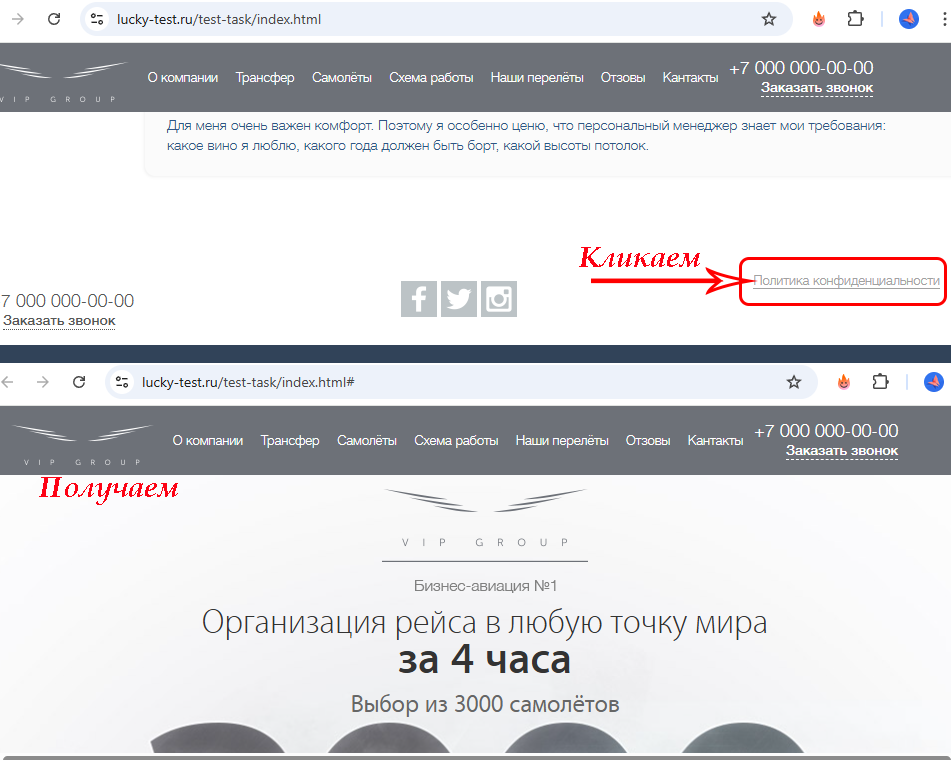 lucky-test.ru/test-task/index.html
VIP GROUP
О компании Трансфер Самолёты Схема работы Наши перелёты Отзывы Контакты
+7 000 000-00-00
Заказать звонок
Для меня очень важен комфорт. Поэтому я особенно ценю, что персональный менеджер знает мои требования:
какое вино я люблю, какого года должен быть борт, какой высоты потолок.
Кликаем
Политика конфиденциальности
7 000 000-00-00
Заказать звонок
lucky-test.ru/test-task/index.html#
VIP GROUP
О компании Трансфер Самолёты Схема работы Наши перелёты Отзывы Контакты
+7 000 000-00-00
Заказать звонок
Получаем
VIP GROUP
Бизнес-авиация №1
Организация рейса в любую точку мира
за 4 часа
Выбор из 3000 самолётов